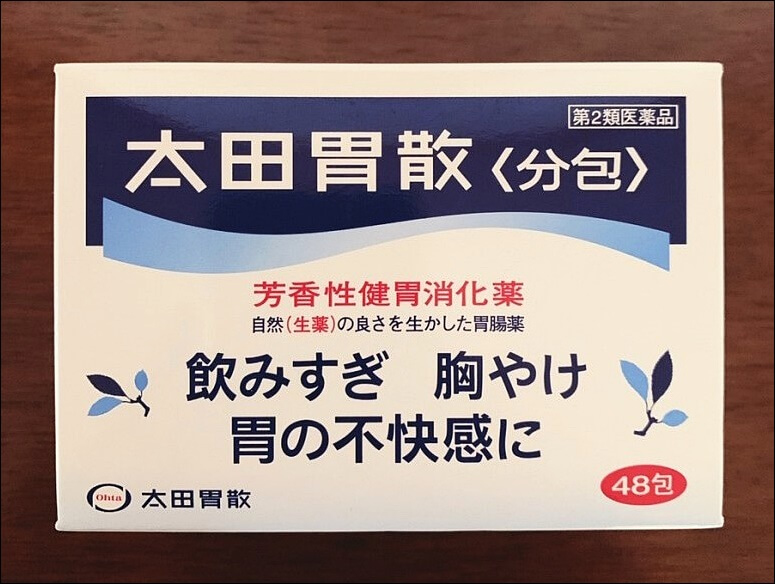 第2類医薬品
太田胃散〈分包〉
芳香性健胃消化薬
自然(生薬)の良さを生かした胃腸薬
飲みすぎ 胸やけ
胃の不快感に
48包
Ohta 太田胃散